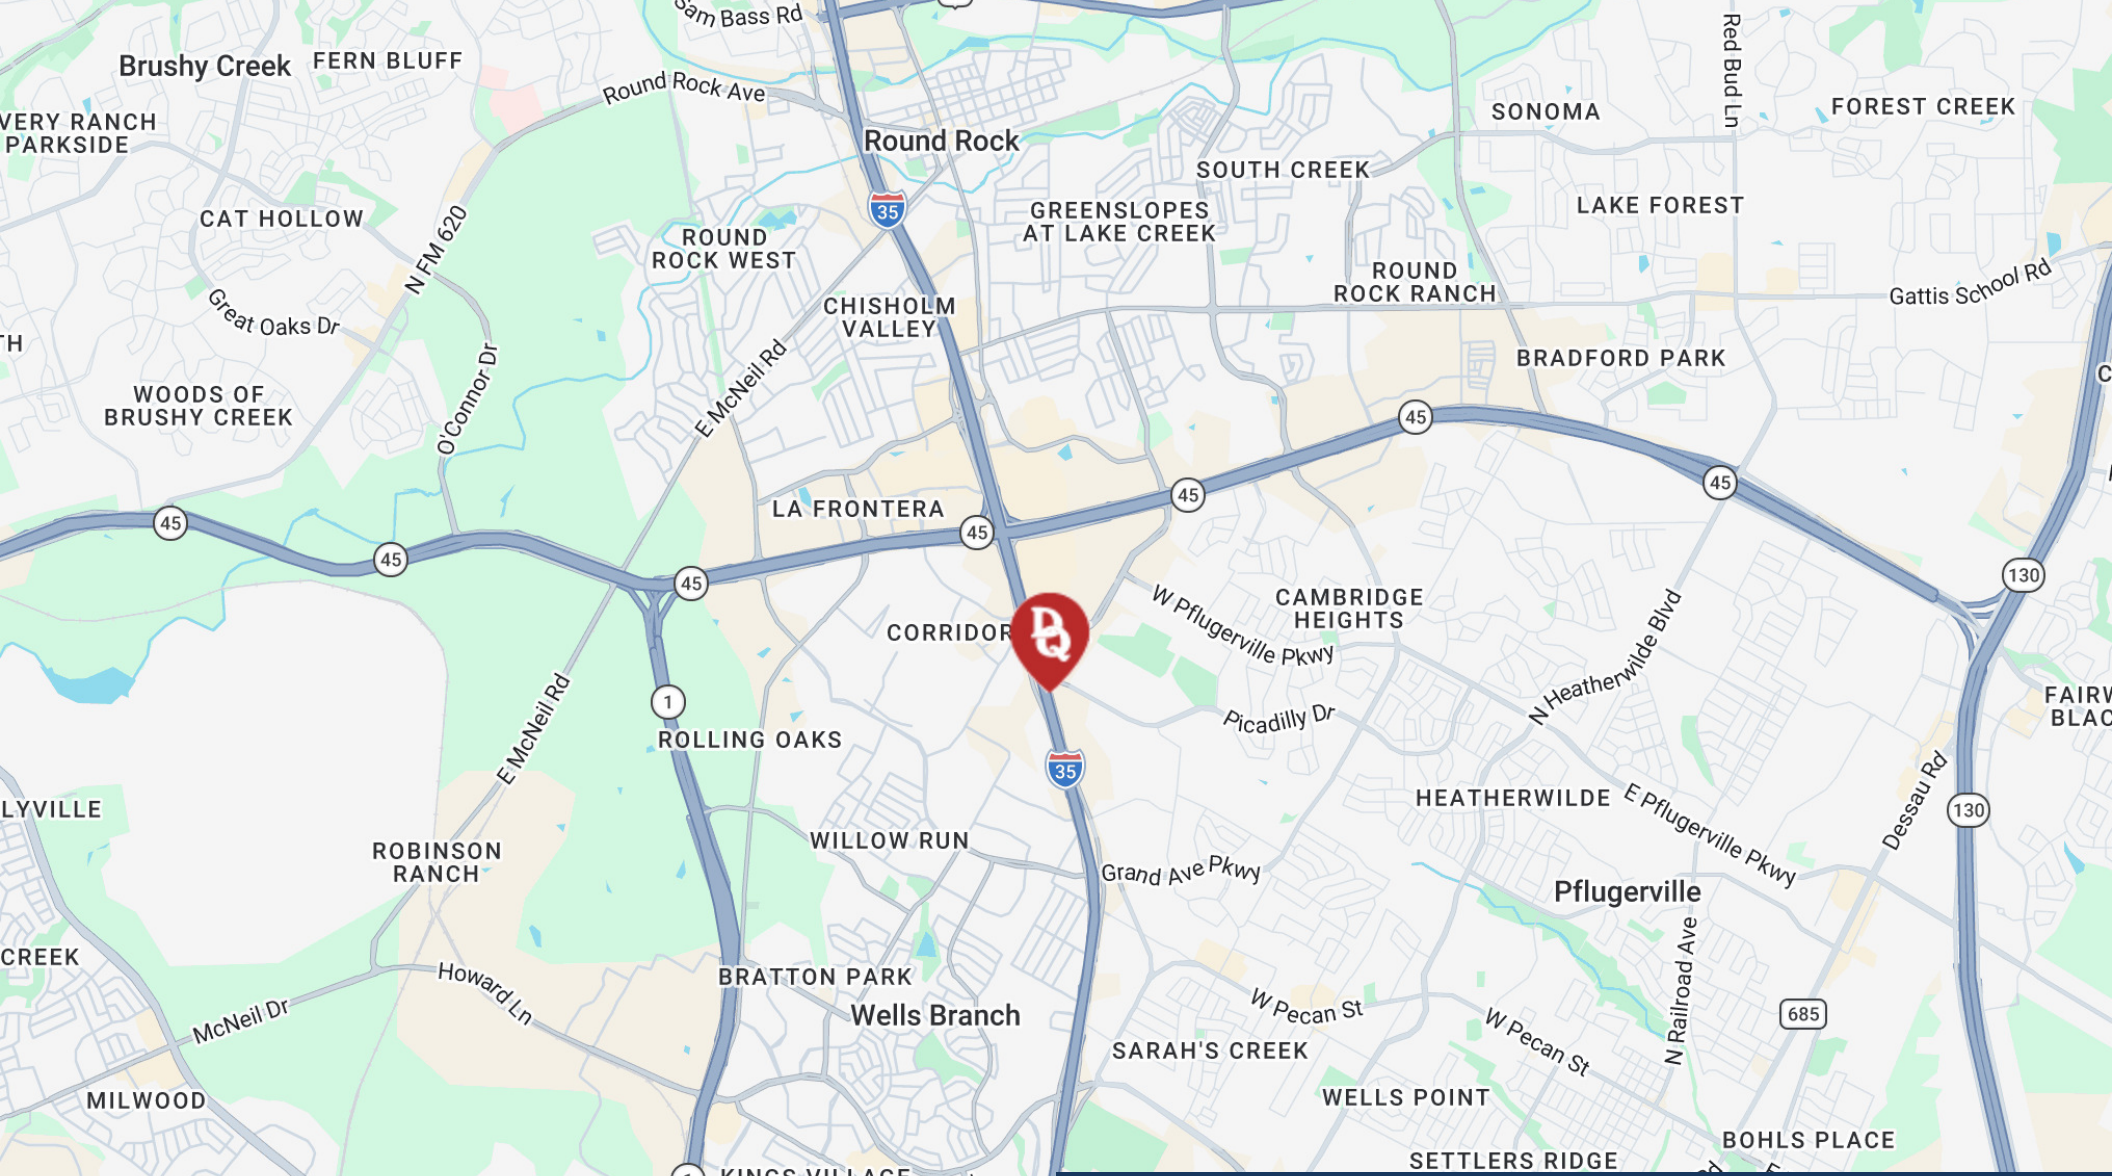 Sam Bass Rd
Brushy Creek
FERN BLUFF
Round Rock Ave
Red Bud Ln
VERY RANCH
PARKSIDE
SONOMA
FOREST CREEK
Round Rock
SOUTH CREEK
CAT HOLLOW
N FM 620
35
GREENSLOPES
AT LAKE CREEK
LAKE FOREST
ROUND
ROCK WEST
ROUND
ROCK RANCH
Gattis School Rd
Great Oaks Dr
CHISHOLM
VALLEY
TH
O'Connor Dr
E McNeil Rd
BRADFORD PARK
C
WOODS OF
BRUSHY CREEK
45
45
45
LA FRONTERA
45
45
45
45
130
W Pflugerville Pkwy
CAMBRIDGE
HEIGHTS
N Heatherwilde Blvd
CORRIDOR
DQ
E McNeil Rd
1
Picadilly Dr
FAIRW
BLAC
ROLLING OAKS
35
LYVILLE
HEATHERWILDE
E Pflugerville Pkwy
Dessau Rd
130
ROBINSON
RANCH
WILLOW RUN
Grand Ave Pkwy
Pflugerville
CREEK
Howard Ln
BRATTON PARK
N Railroad Ave
McNeil Dr
Wells Branch
W Pecan St
W Pecan St
685
SARAH'S CREEK
MILWOOD
WELLS POINT
BOHLS PLACE
KINGS VILLAGE
SETTLERS RIDGE